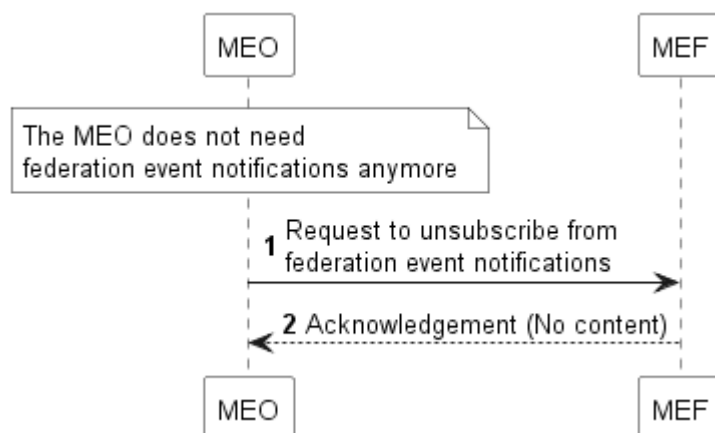 MEO MEF
The MEO does not need
federation event notifications anymore
1 Request to unsubscribe from
federation event notifications
2 Acknowledgement (No content)
MEO MEF